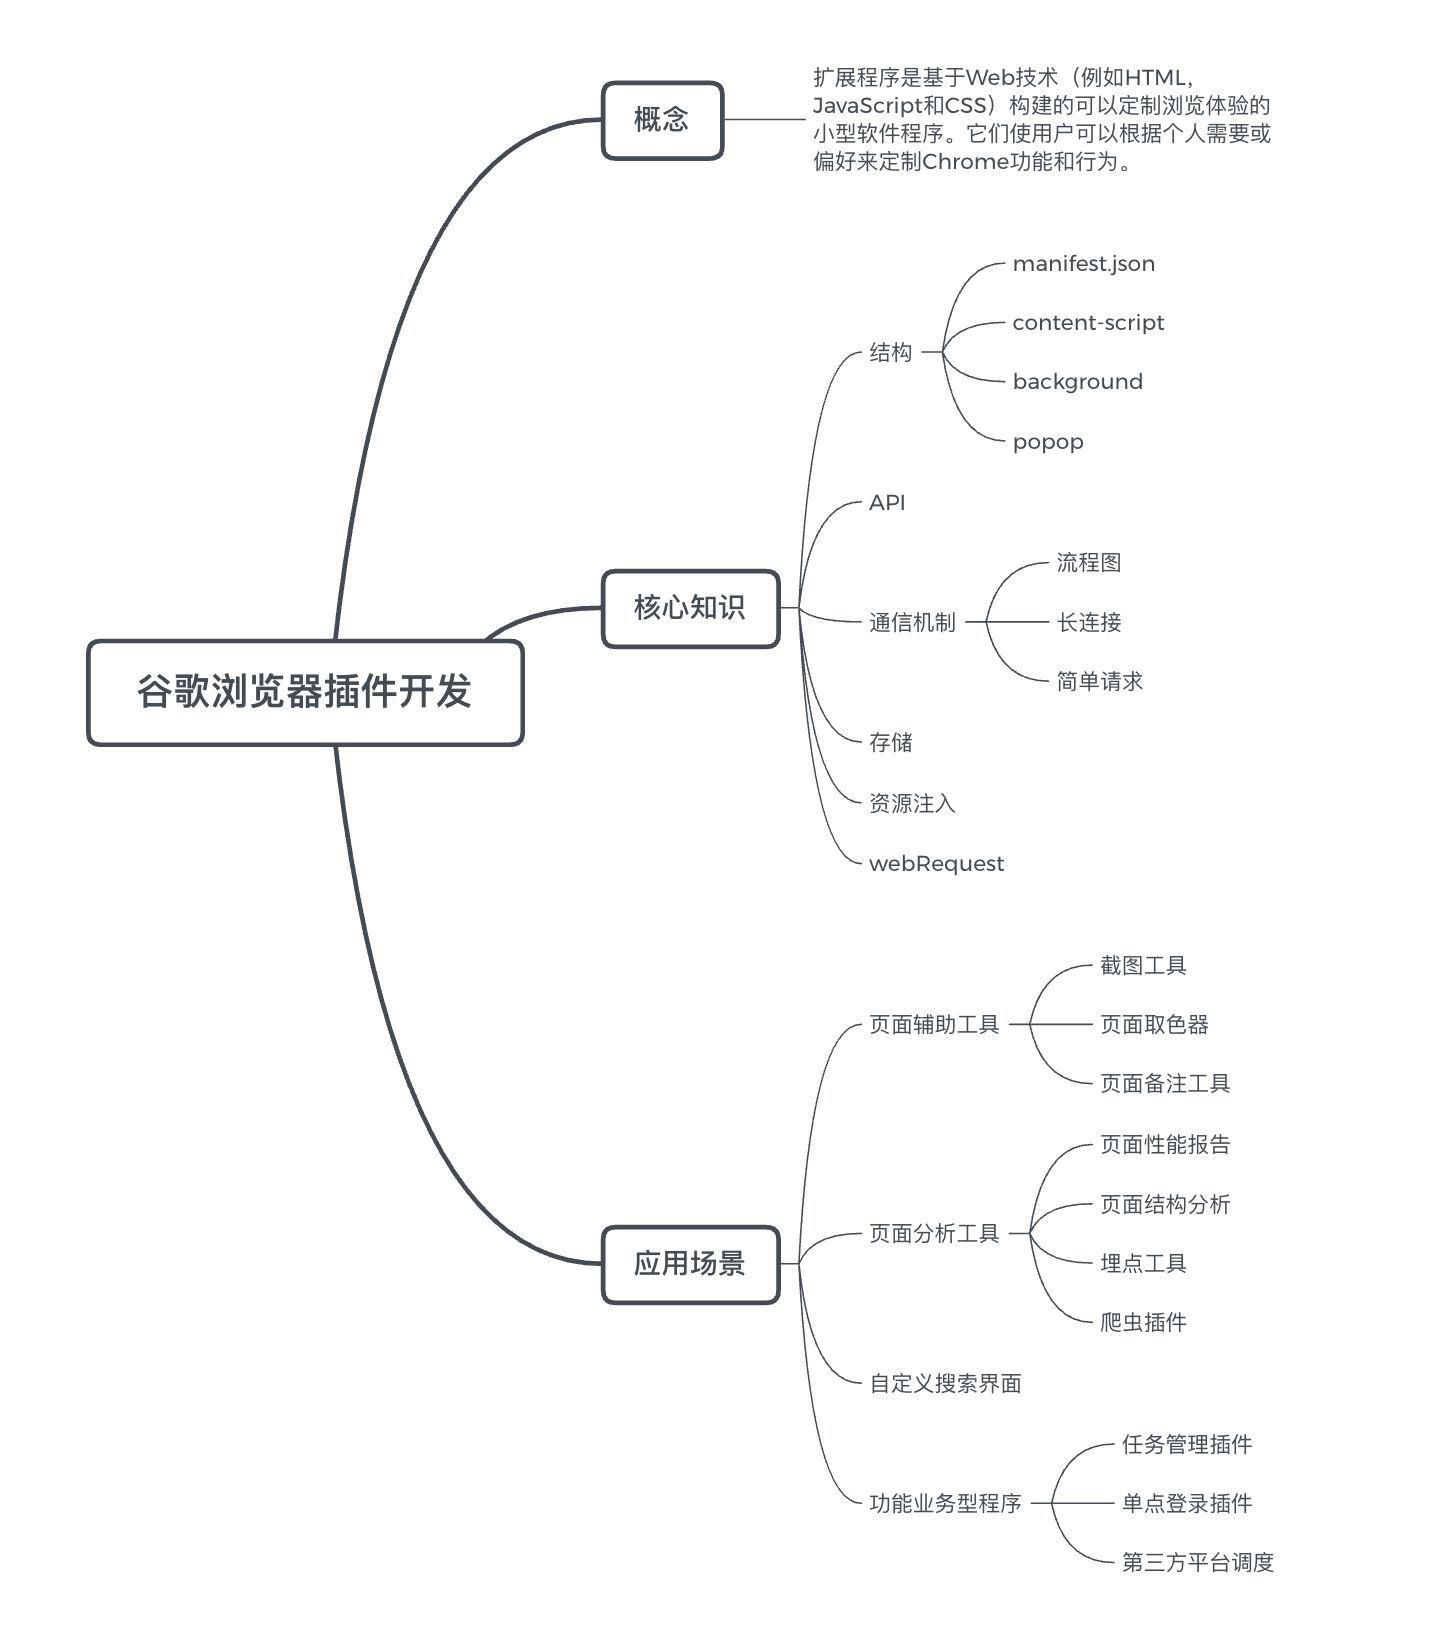 谷歌浏览器插件开发
概念
扩展程序是基于Web技术（例如HTML，
JavaScript和CSS）构建的可以定制浏览体验的
小型软件程序。它们使用户可以根据个人需要或
偏好来定制Chrome功能和行为。
核心知识
结构
manifest.json
content-script
background
popop
API
通信机制
流程图
长连接
简单请求
存储
资源注入
webRequest
应用场景
页面辅助工具
截图工具
页面取色器
页面备注工具
页面分析工具
页面性能报告
页面结构分析
埋点工具
爬虫插件
自定义搜索界面
功能业务型程序
任务管理插件
单点登录插件
第三方平台调度